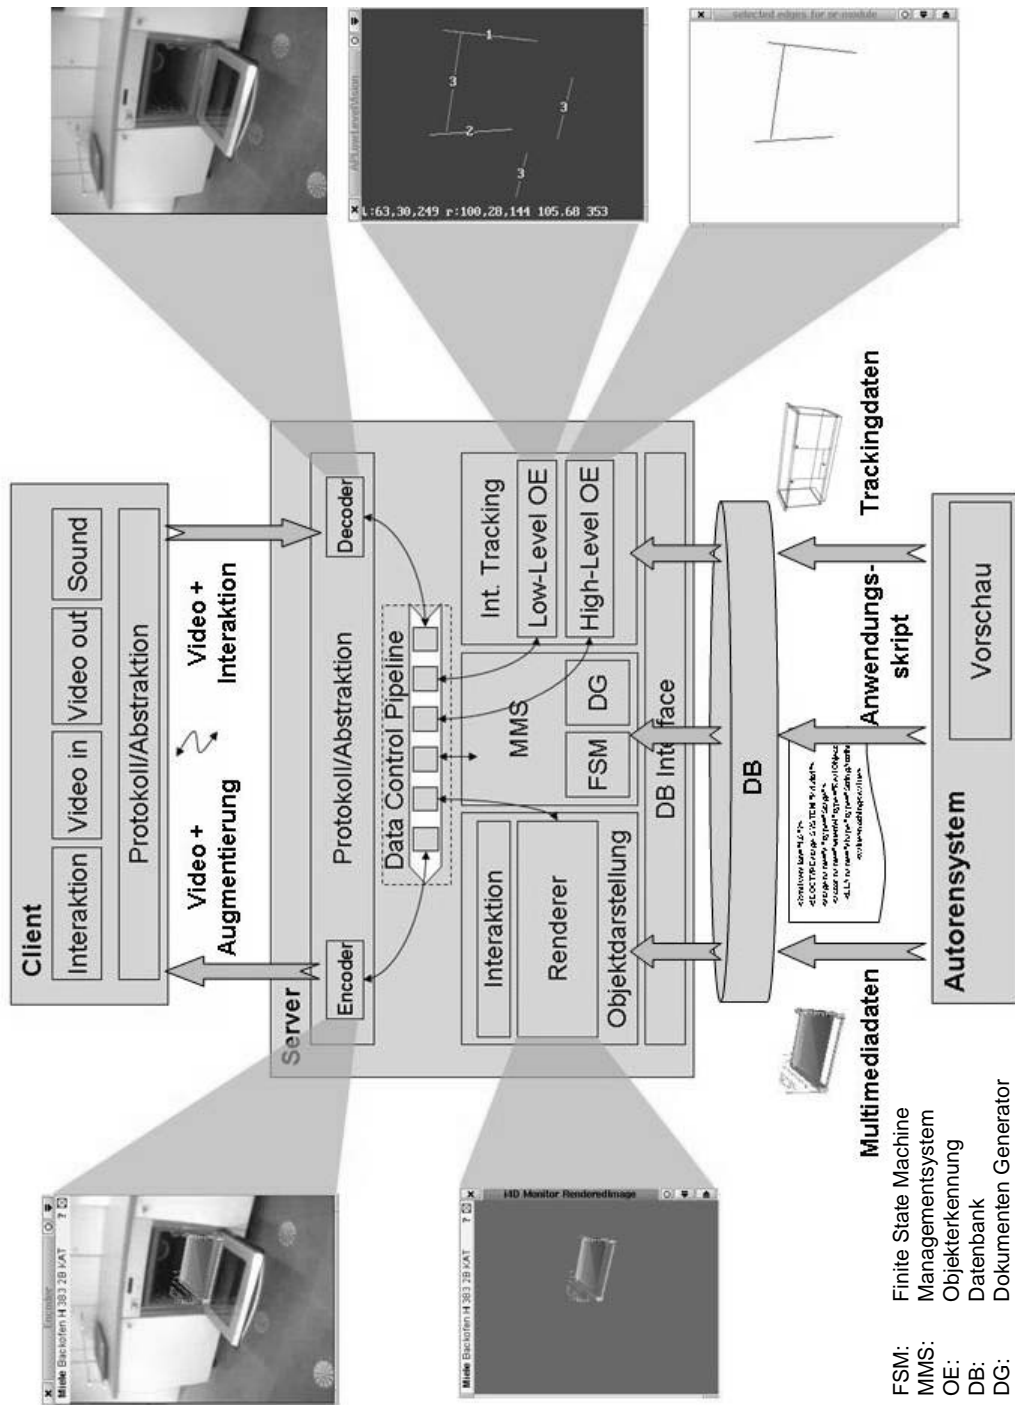 Client
Interaktion
Video in
Video out
Sound
Protokoll/Abstraktion
Video +
Augmentierung
Video +
Interaktion
Server
Encoder
Protokoll/Abstraktion
Decoder
Data Control Pipeline
Interaktion
Renderer
Objektdarstellung
MMS
FSM
DG
Int. Tracking
Low-Level OE
High-Level OE
DB Interface
DB
Multimediadaten
Anwendungs-
skript
Trackingdaten
Autorensystem
Vorschau
Encoder
Miele Backofen H 383 2B KAT
?
I4D Monitor RenderedImage
Miele Backofen H 383 2B KAT
?
APLowLevelVision
1
3
2
3
3
L:63,30,249 r:100,28,144 105.68 353
selected edges for or-module
FSM: Finite State Machine
MMS: Managementsystem
OE: Objekterkennung
DB: Datenbank
DG: Dokumenten Generator